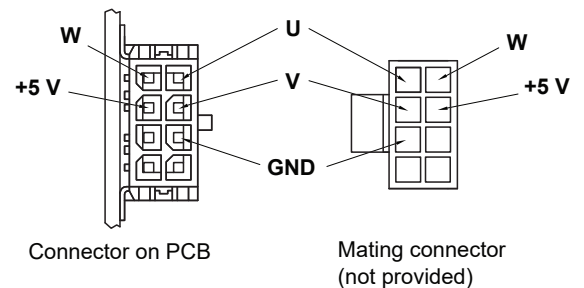 W
U
W
+5 V
V
+5 V
GND
Connector on PCB
Mating connector
(not provided)